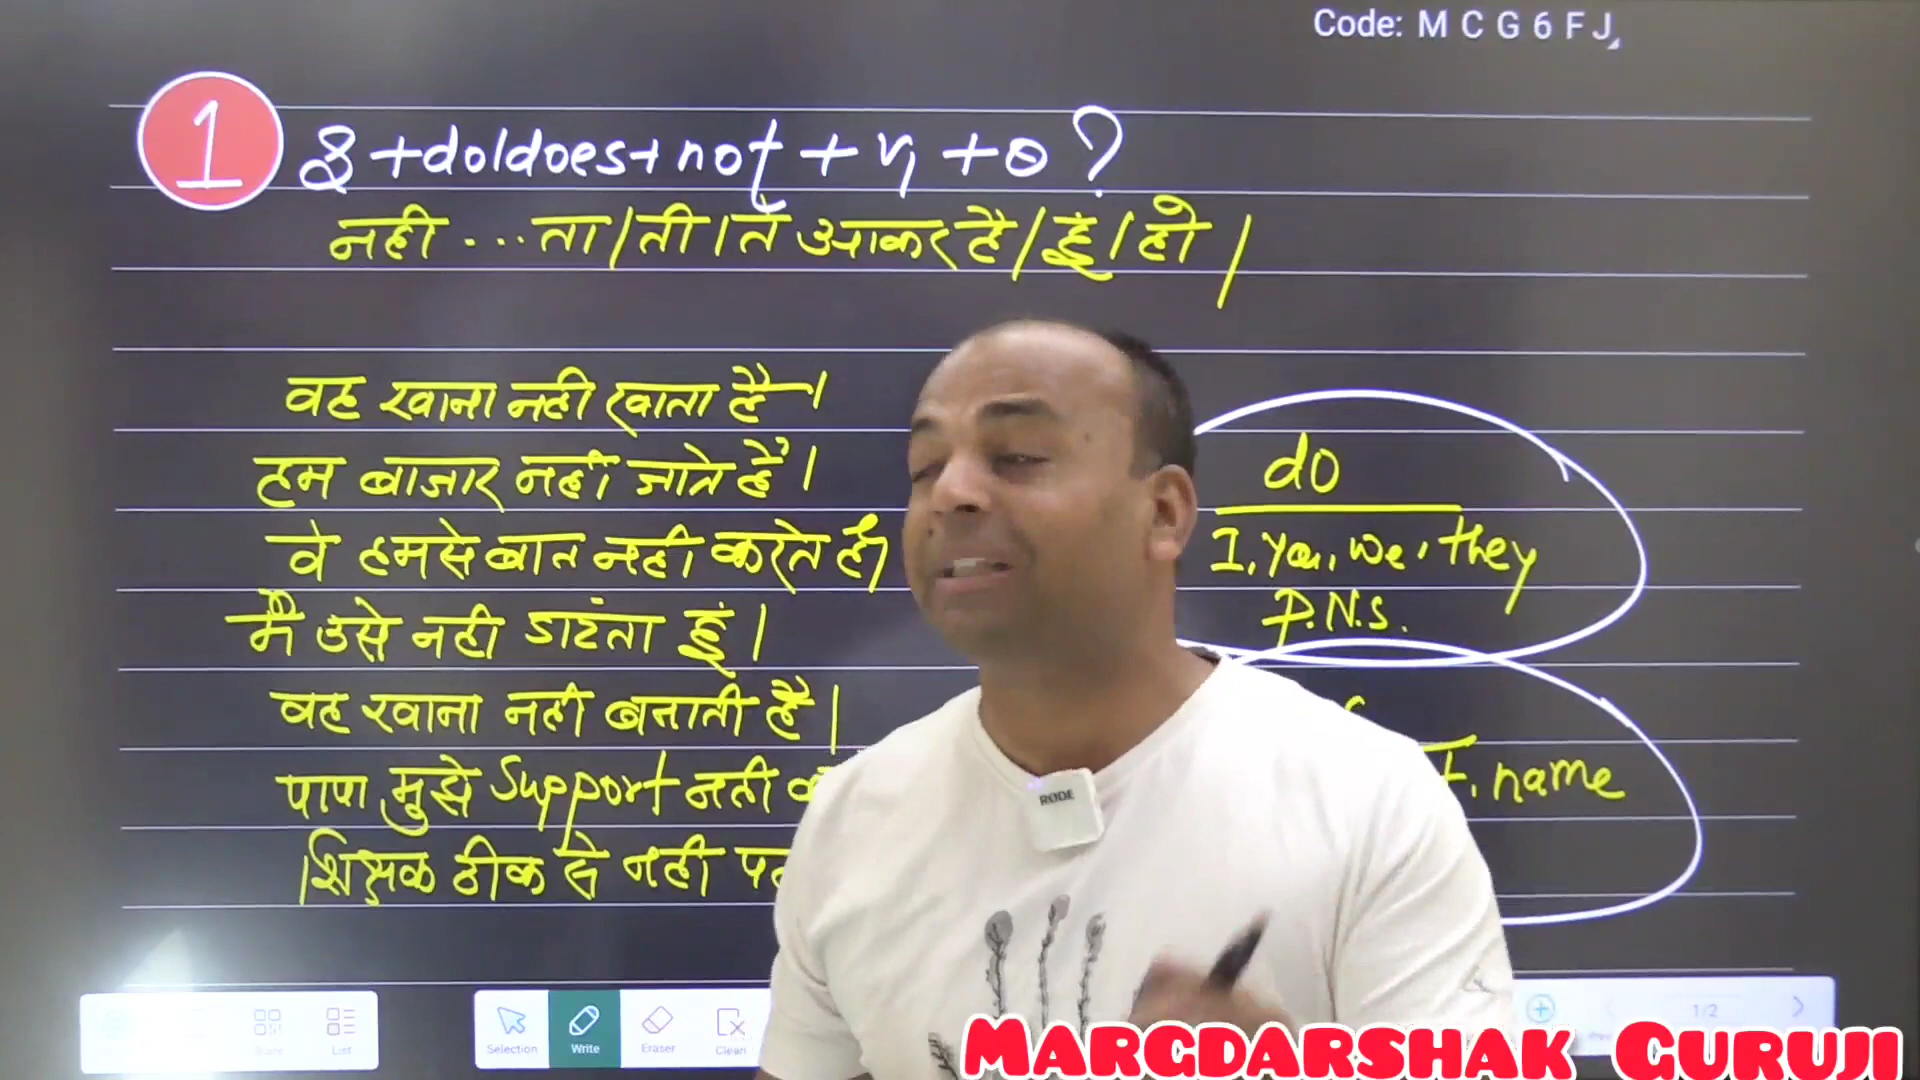 Code: M C G 6 F J
1
S + do/does + not + V₁ + O ?
नही ... ता/ती/ते आकर है/हूं/हो।
वह खाना नही खाता है।
हम बाजार नही जाते हैं।
वे हमसे बात नही करते हैं
मै उसे नही डाटंता हूं।
वह खाना नही बनाती है।
पापा मुझे Support नही
शिक्षक ठीक से नही
do
I, You, we, they
P.N.S.
name
RØDE
Selection
Write
Eraser
Clean
Share
List
1/2
MARGDARSHAK GURUJI